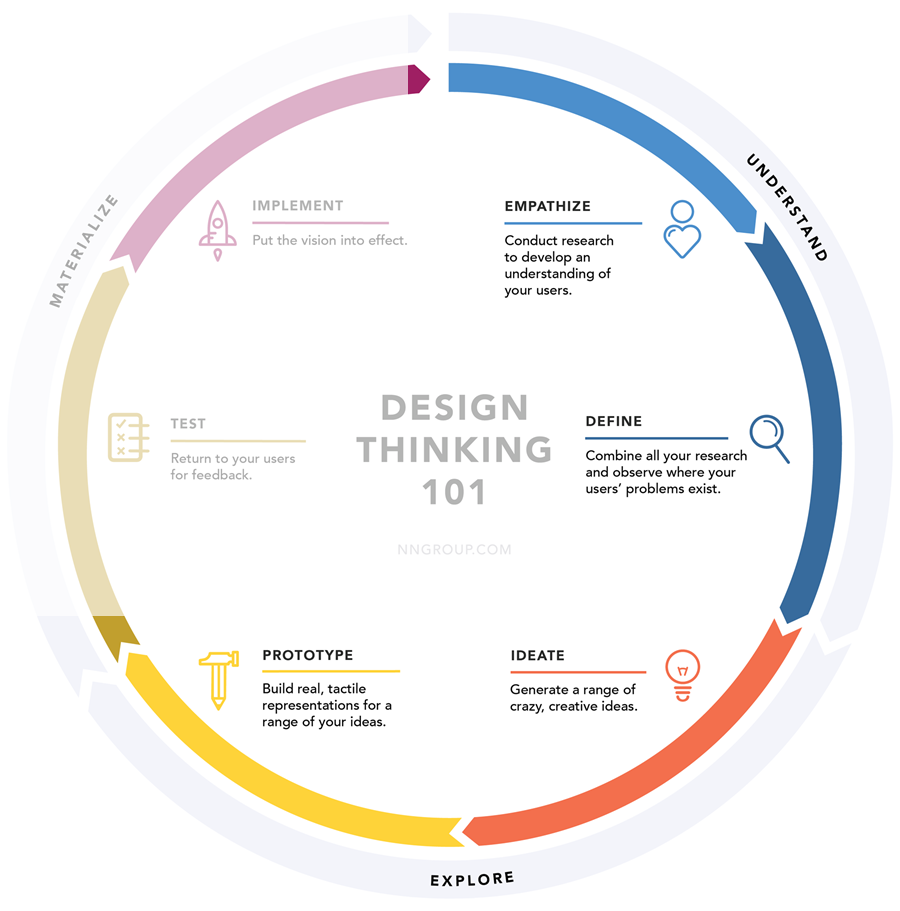 UNDERSTAND
EMPATHIZE
Conduct research
to develop an
understanding of
your users.
DEFINE
Combine all your research
and observe where your
users’ problems exist.
IDEATE
Generate a range of
crazy, creative ideas.
EXPLORE
PROTOTYPE
Build real, tactile
representations for a
range of your ideas.
TEST
Return to your users
for feedback.
MATERIALIZE
IMPLEMENT
Put the vision into effect.
DESIGN
THINKING
101
NNGROUP.COM